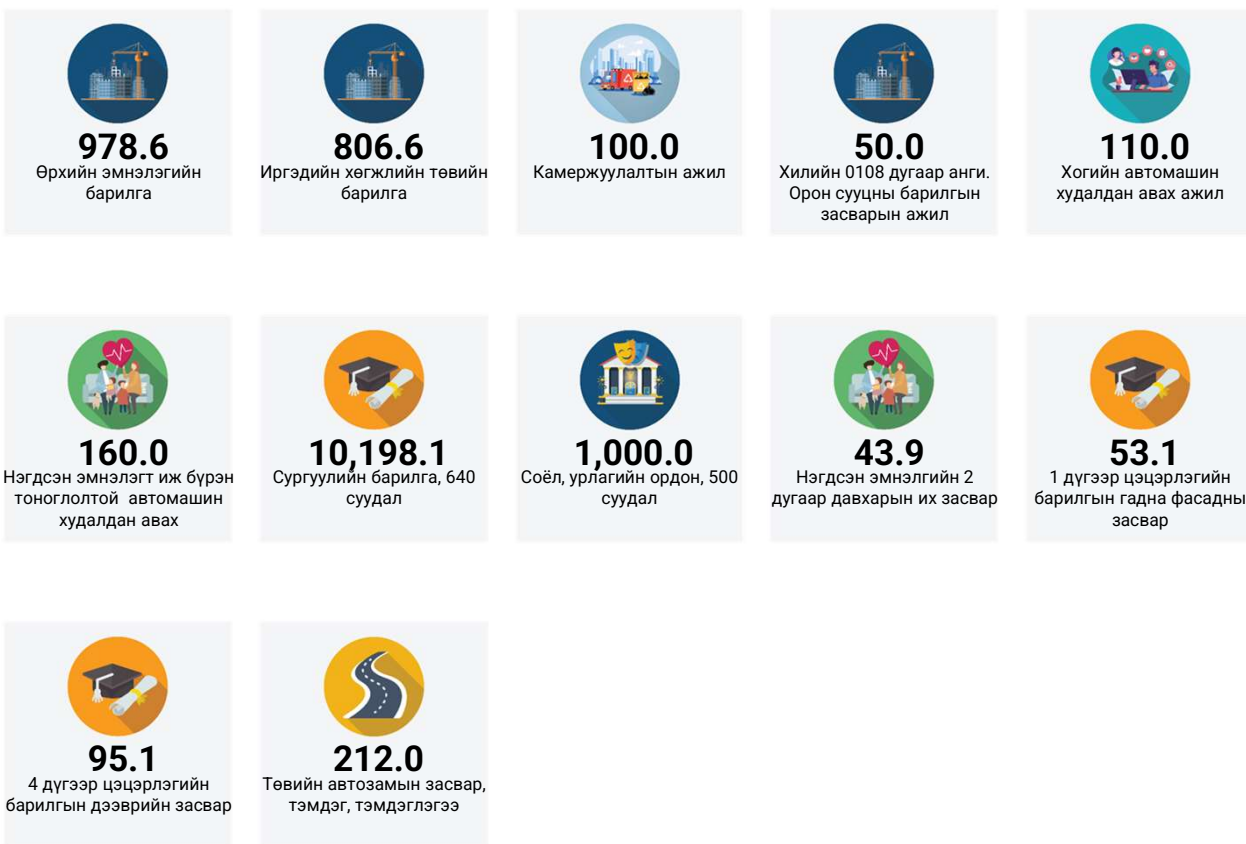 978.6
Өрхийн эмнэлэгийн
барилга
806.6
Иргэдийн хөгжлийн төвийн
барилга
100.0
Камержуулалтын ажил
50.0
Хилийн 0108 дугаар анги.
Орон сууцны барилгын
засварын ажил
110.0
Хогийн автомашин
худалдан авах ажил
160.0
Нэгдсэн эмнэлэгт иж бүрэн
тоноглолтой автомашин
худалдан авах
10,198.1
Сургуулийн барилга, 640
суудал
1,000.0
Соёл, урлагийн ордон, 500
суудал
43.9
Нэгдсэн эмнэлгийн 2
дугаар давхарын их засвар
53.1
1 дүгээр цэцэрлэгийн
барилгын гадна фасадны
засвар
95.1
4 дүгээр цэцэрлэгийн
барилгын дээврийн засвар
212.0
Төвийн автозамын засвар,
тэмдэг, тэмдэглэгээ